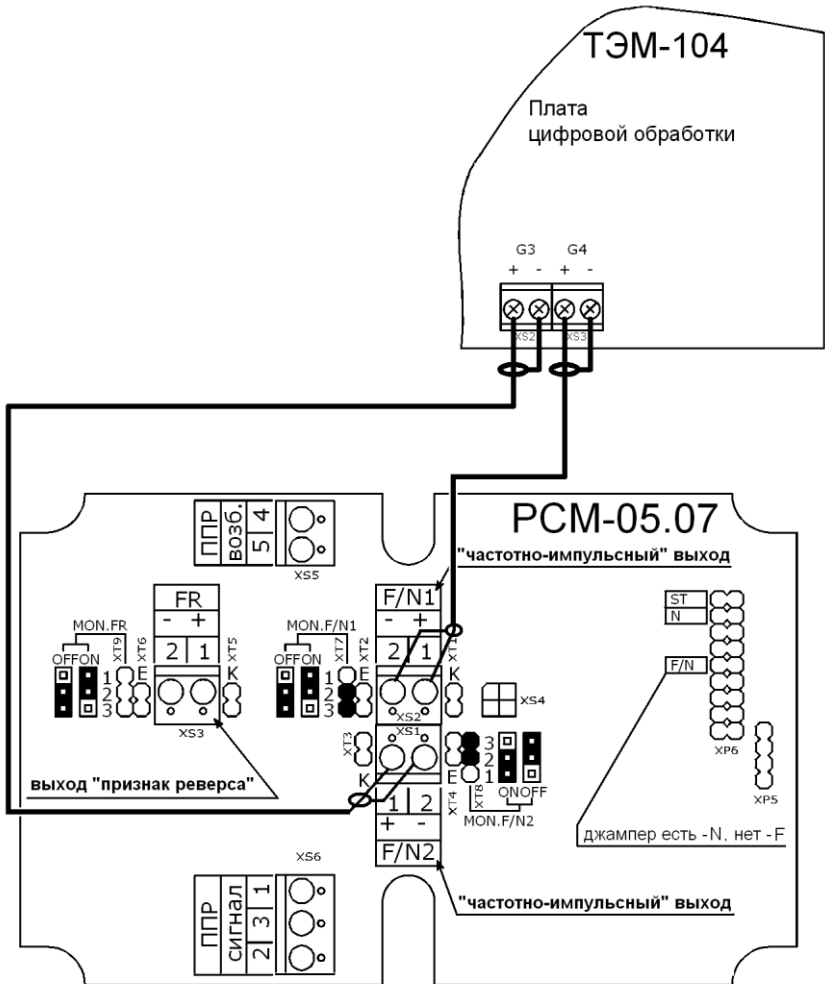 ТЭМ-104
Плата
цифровой обработки
G3 G4
+ - + -
XS2 XS3
РСМ-05.07
"частотно-импульсный" выход
ППР
возб.
5 4
XS5
FR
- +
2 1
XS3
MON.FR
OFF ON
1
2
3
XT9
XT6
E
XT5
K
выход "признак реверса"
F/N1
- +
2 1
XS2
MON.F/N1
OFF ON
1
2
3
XT7
XT2
E
XT1
K
XS4
XS1
XT3
K
1 2
+ -
F/N2
XT4
E
XT8
3
2
1
ON OFF
MON.F/N2
"частотно-импульсный" выход
ST
N
F/N
XP6
XP5
джампер есть -N, нет -F
XS6
ППР
сигнал
2 3 1